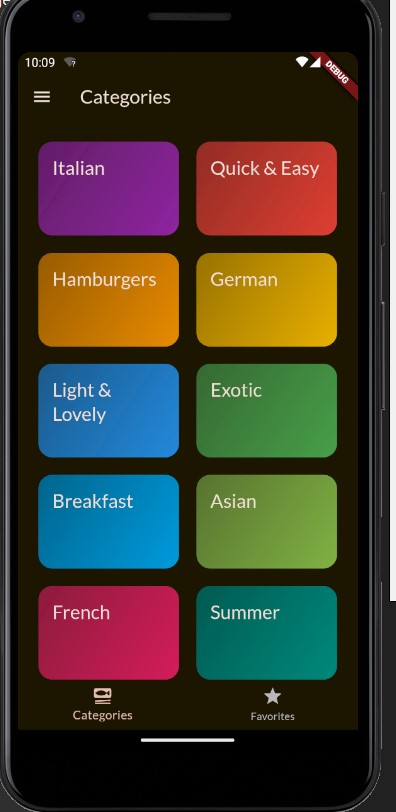 10:09
DEBUG
Categories
Italian
Quick & Easy
Hamburgers
German
Light &
Lovely
Exotic
Breakfast
Asian
French
Summer
Categories
Favorites